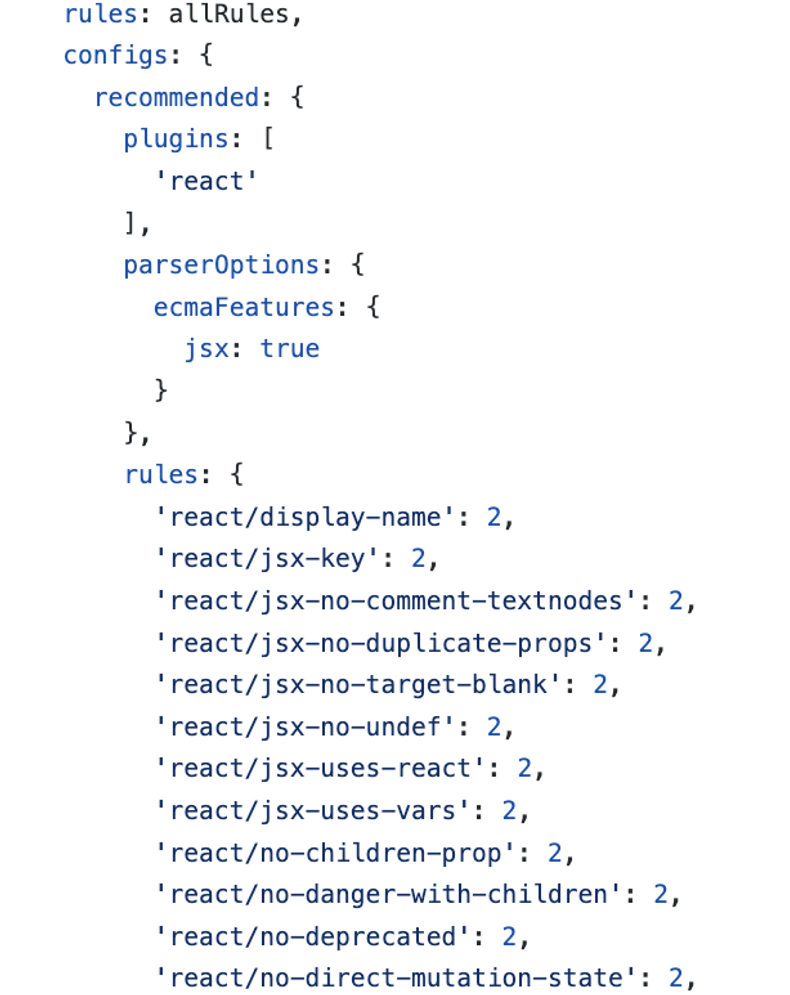 rules: allRules,
configs: {
recommended: {
plugins: [
'react'
],
parserOptions: {
ecmaFeatures: {
jsx: true
}
},
rules: {
'react/display-name': 2,
'react/jsx-key': 2,
'react/jsx-no-comment-textnodes': 2,
'react/jsx-no-duplicate-props': 2,
'react/jsx-no-target-blank': 2,
'react/jsx-no-undef': 2,
'react/jsx-uses-react': 2,
'react/jsx-uses-vars': 2,
'react/no-children-prop': 2,
'react/no-danger-with-children': 2,
'react/no-deprecated': 2,
'react/no-direct-mutation-state': 2,